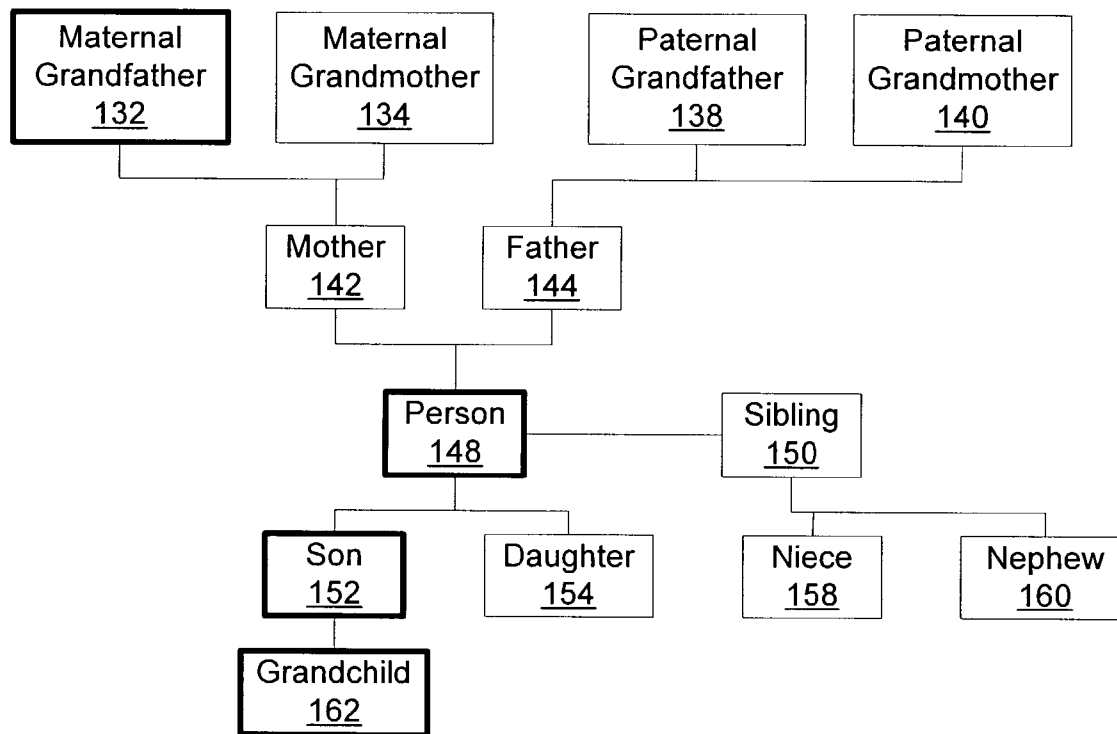 Maternal
Grandfather
132
Maternal
Grandmother
134
Paternal
Grandfather
138
Paternal
Grandmother
140
Mother
142
Father
144
Person
148
Sibling
150
Son
152
Daughter
154
Niece
158
Nephew
160
Grandchild
162